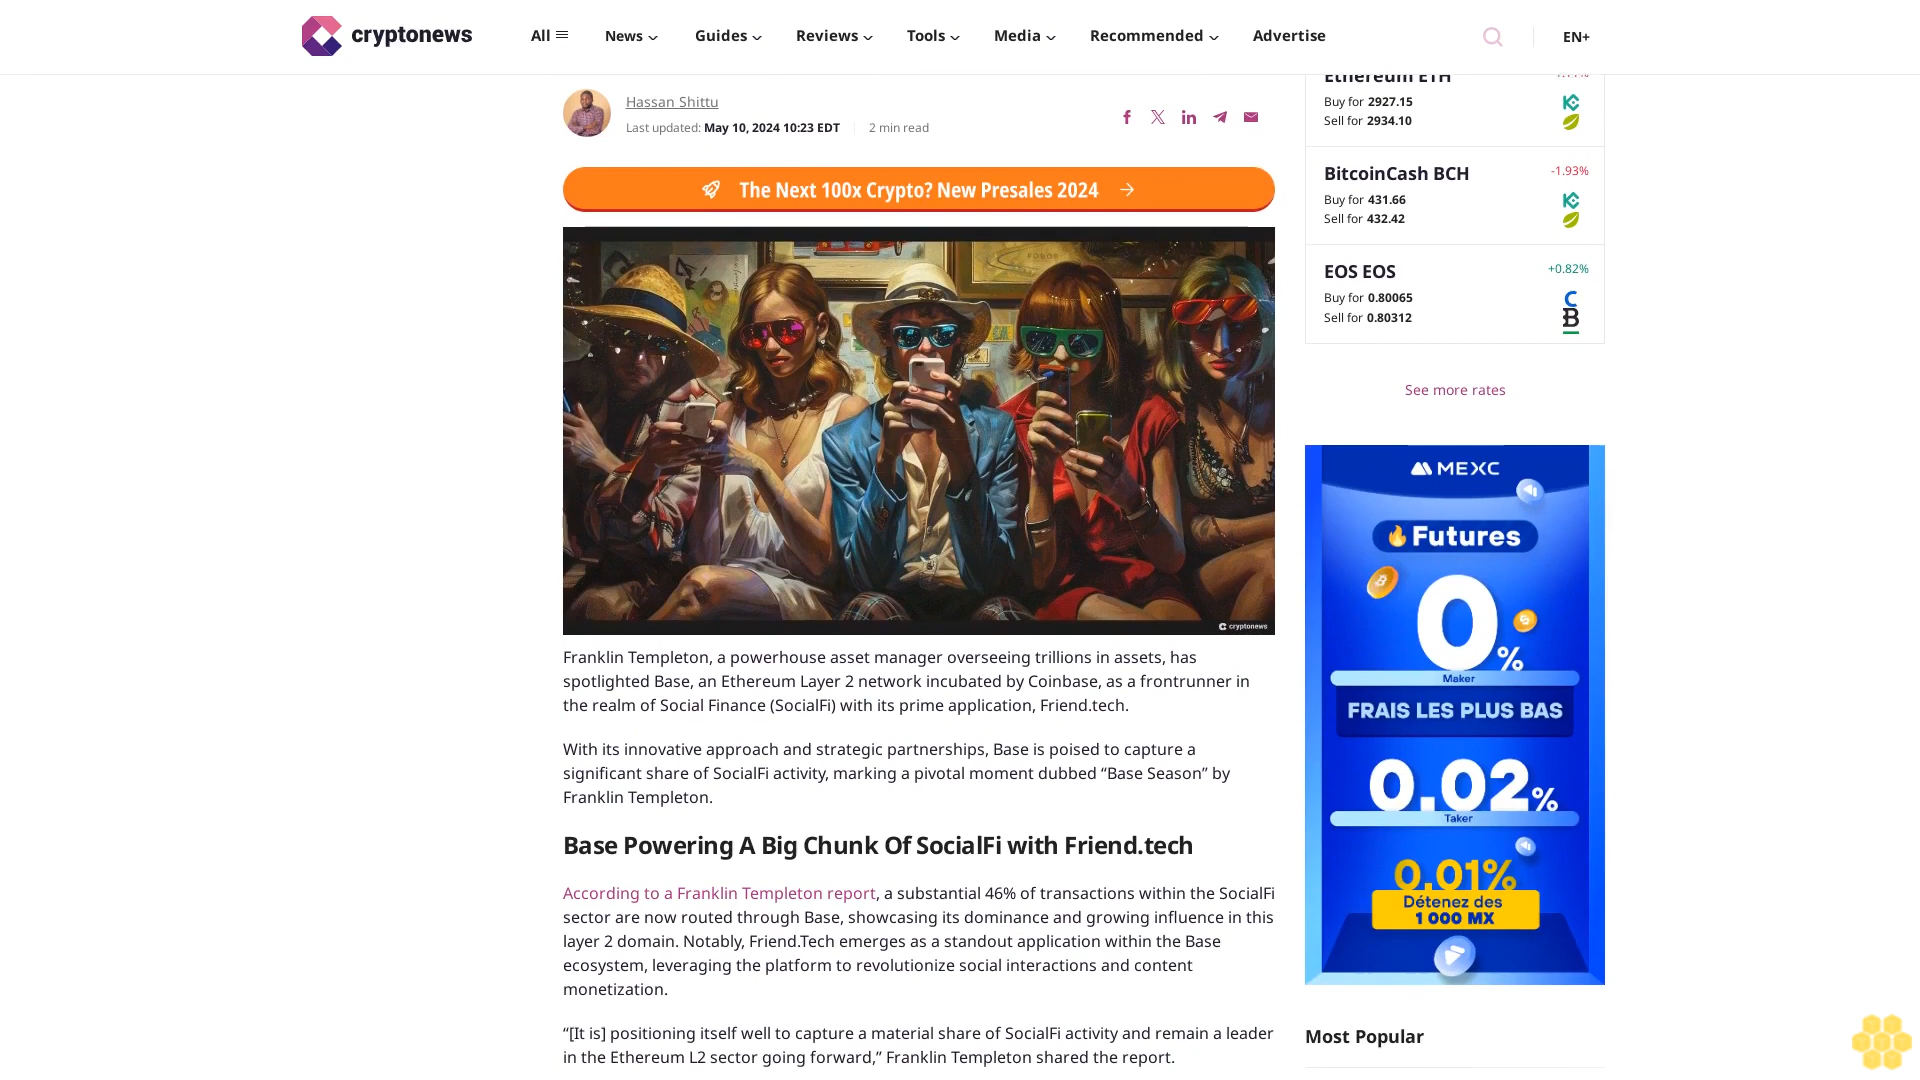 cryptonews
All
News
Guides
Reviews
Tools
Media
Recommended
Advertise
EN+
Hassan Shittu
Last updated: May 10, 2024 10:23 EDT
2 min read
The Next 100x Crypto? New Presales 2024
cryptonews
Franklin Templeton, a powerhouse asset manager overseeing trillions in assets, has
spotlighted Base, an Ethereum Layer 2 network incubated by Coinbase, as a frontrunner in
the realm of Social Finance (SocialFi) with its prime application, Friend.tech.
With its innovative approach and strategic partnerships, Base is poised to capture a
significant share of SocialFi activity, marking a pivotal moment dubbed “Base Season” by
Franklin Templeton.
Base Powering A Big Chunk Of SocialFi with Friend.tech
According to a Franklin Templeton report, a substantial 46% of transactions within the SocialFi
sector are now routed through Base, showcasing its dominance and growing influence in this
layer 2 domain. Notably, Friend.Tech emerges as a standout application within the Base
ecosystem, leveraging the platform to revolutionize social interactions and content
monetization.
“[It is] positioning itself well to capture a material share of SocialFi activity and remain a leader
in the Ethereum L2 sector going forward,” Franklin Templeton shared the report.
Ethereum ETH
Buy for 2927.15
Sell for 2934.10
BitcoinCash BCH
-1.93%
Buy for 431.66
Sell for 432.42
EOS EOS
+0.82%
Buy for 0.80065
Sell for 0.80312
See more rates
MEXC
Futures
0%
Maker
FRAIS LES PLUS BAS
0.02%
Taker
0.01%
Détenez des
1 000 MX
Most Popular